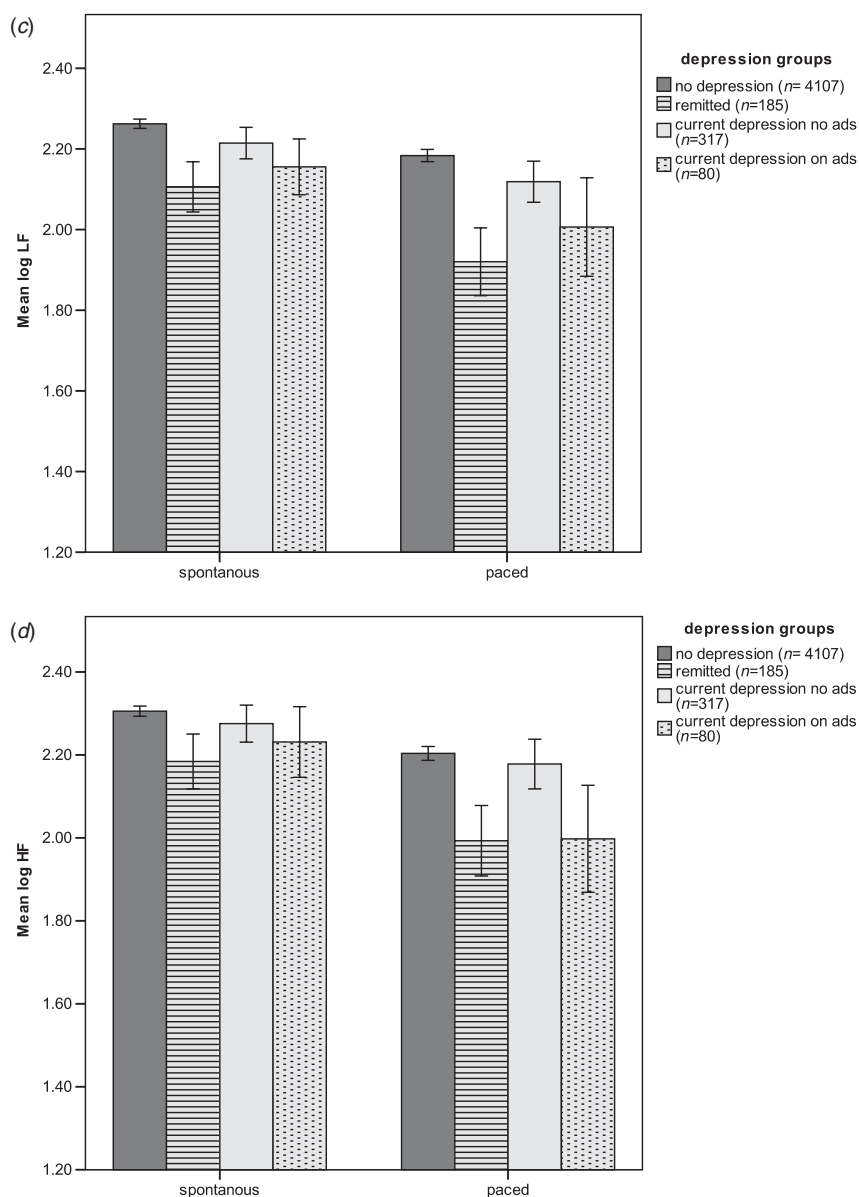 (c)
depression groups
no depression (n= 4107)
remitted (n=185)
current depression no ads
(n=317)
current depression on ads
(n=80)
2.40
2.20
2.00
1.80
1.60
1.40
1.20
Mean log LF
spontanous
paced
(d)
depression groups
no depression (n= 4107)
remitted (n=185)
current depression no ads
(n=317)
current depression on ads
(n=80)
2.40
2.20
2.00
1.80
1.60
1.40
1.20
Mean log HF
spontanous
paced